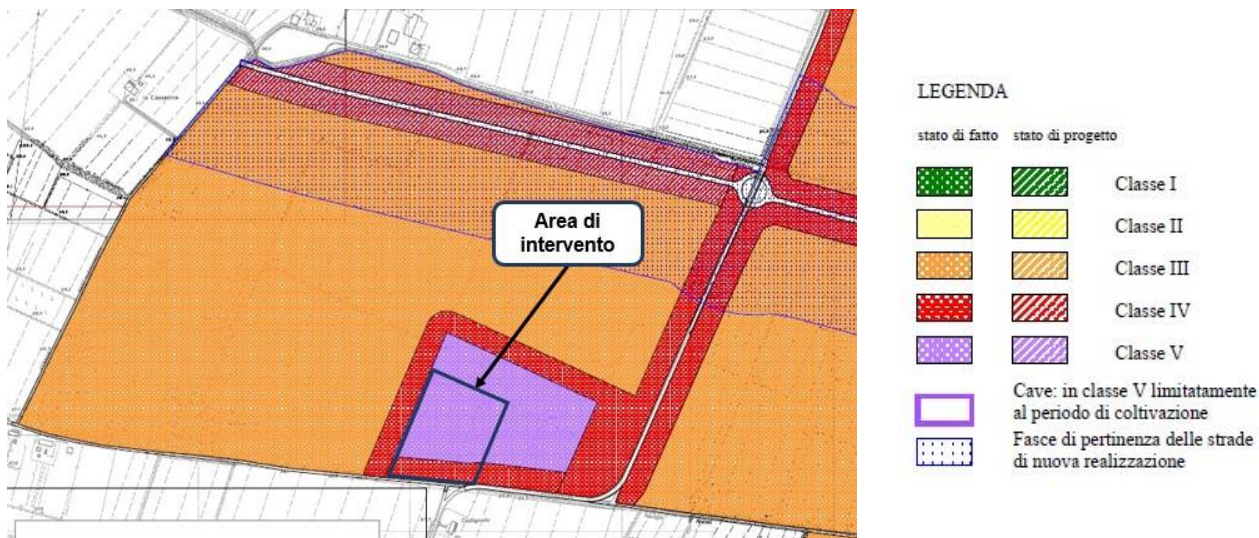 Area di
intervento
LEGENDA
stato di fatto stato di progetto
Classe I
Classe II
Classe III
Classe IV
Classe V
Cave: in classe V limitatamente
al periodo di coltivazione
Fasce di pertinenza delle strade
di nuova realizzazione